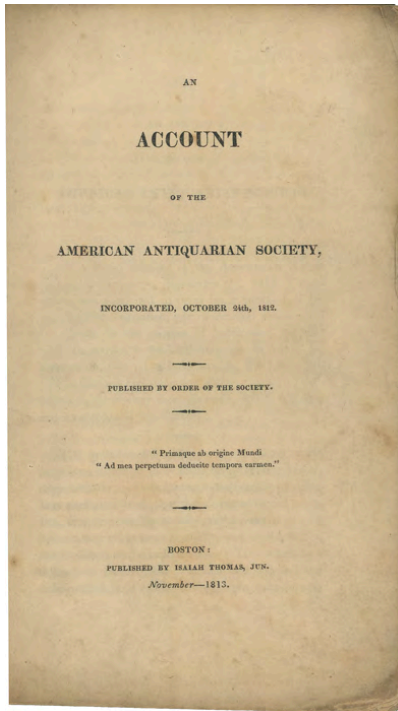 AN
ACCOUNT
OF THE
AMERICAN ANTIQUARIAN SOCIETY,
INCORPORATED, OCTOBER 24th, 1812.
PUBLISHED BY ORDER OF THE SOCIETY.
“ Primaque ab origine Mundi
“ Ad mea perpetuum deducite tempora carmen.”
BOSTON:
PUBLISHED BY ISAIAH THOMAS, JUN.
November—1813.